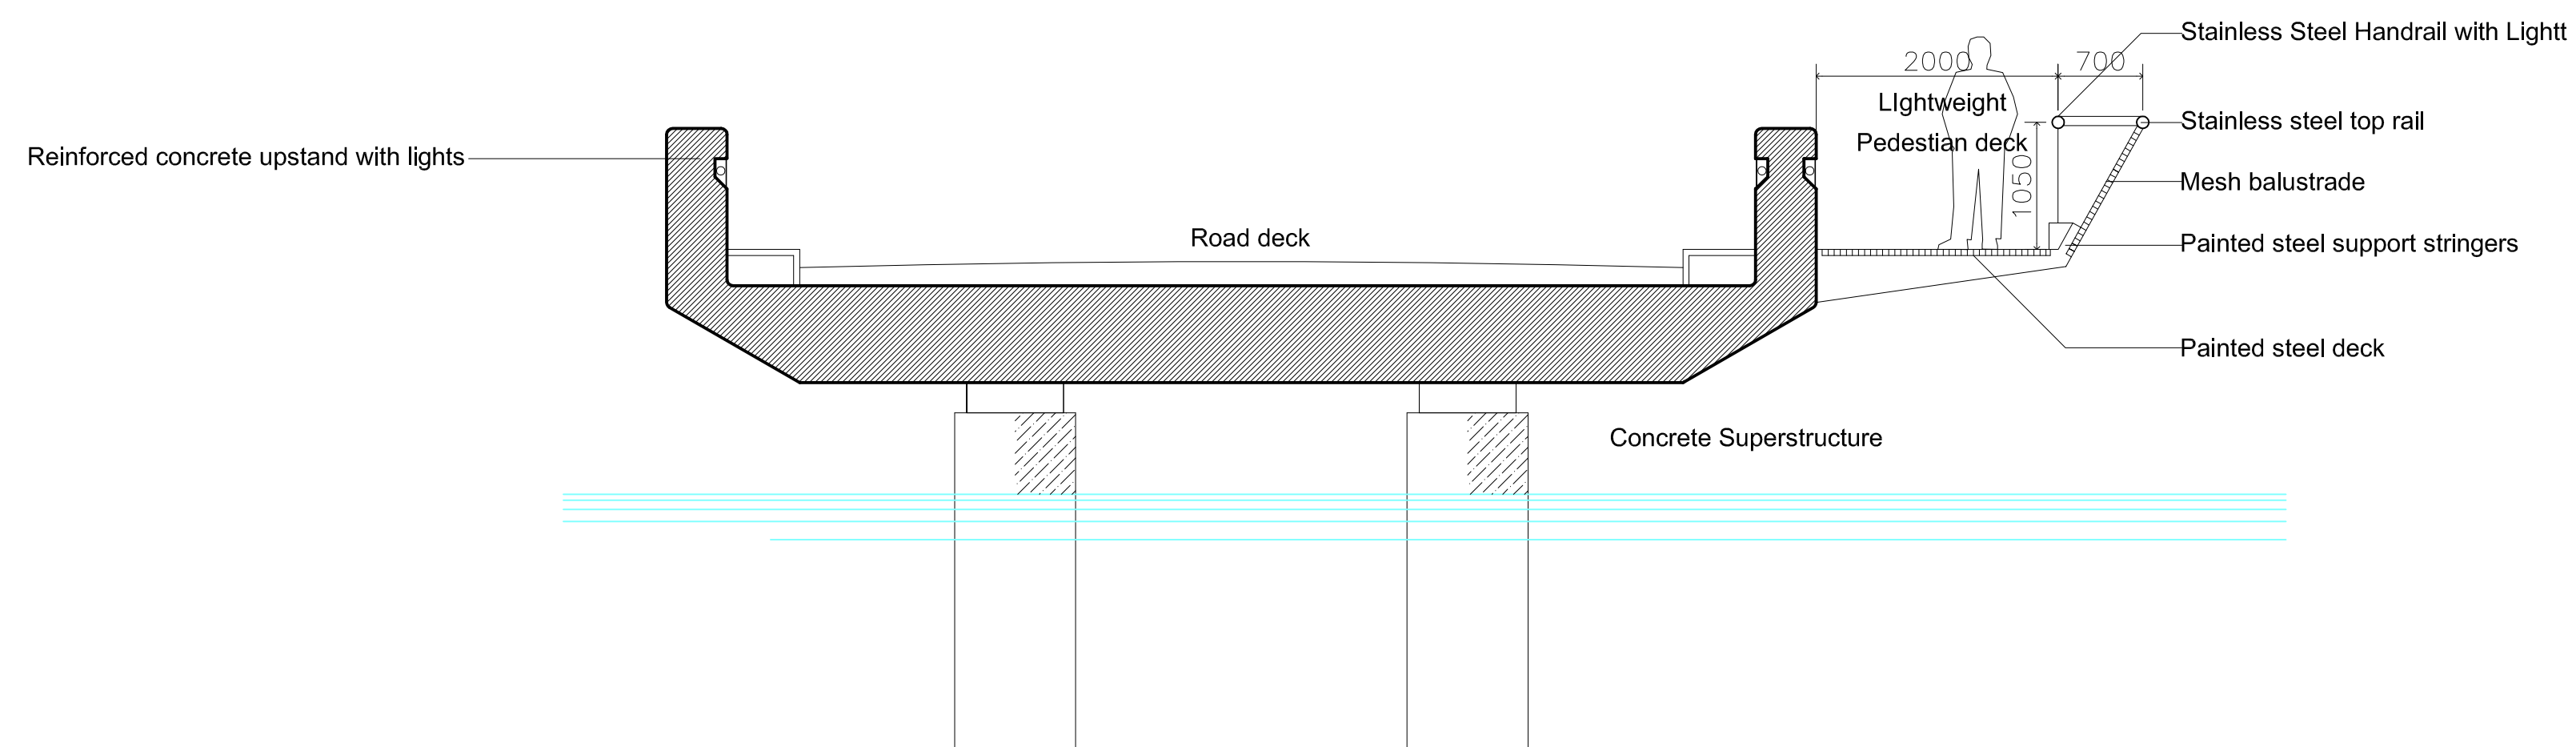 Stainless Steel Handrail with Lightt
2000
700
LIghtweight
Pedestian deck
Stainless steel top rail
Reinforced concrete upstand with lights
1050
Mesh balustrade
Road deck
Painted steel support stringers
Painted steel deck
Concrete Superstructure